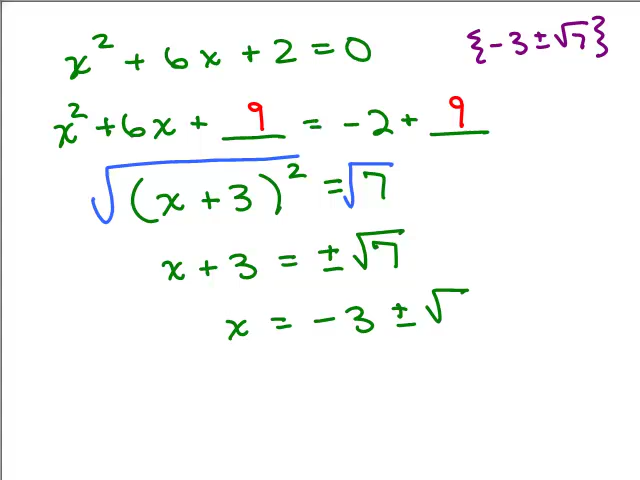 x² + 6x + 2 = 0
{-3 ± √7}
x² + 6x + 9 = -2 + 9
√(x + 3)² = √7
x + 3 = ± √7
x = -3 ± √